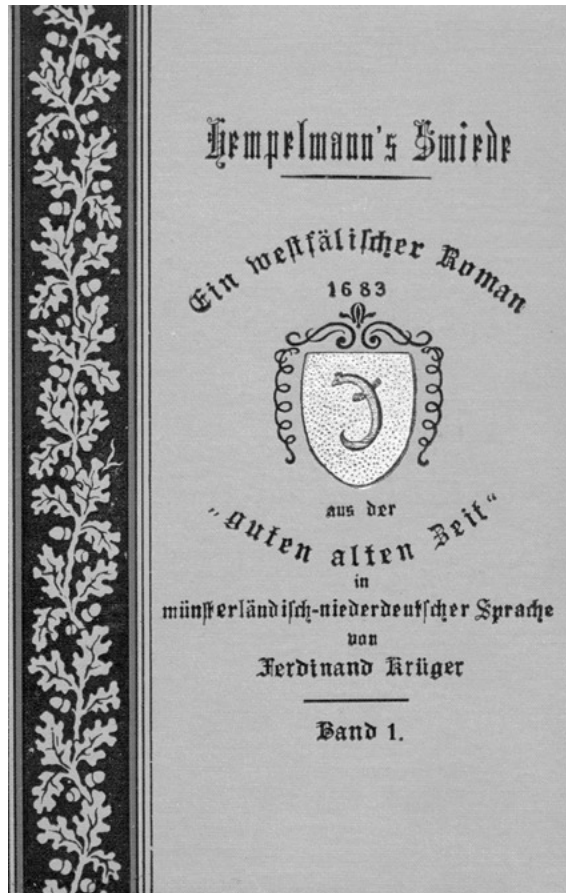 Hempelmann's Smiede
Ein westfälischer Roman
1683
aus der
„guten alten Zeit“
in
münsterländisch-niederdeutscher Sprache
von
Ferdinand Krüger
Band 1.